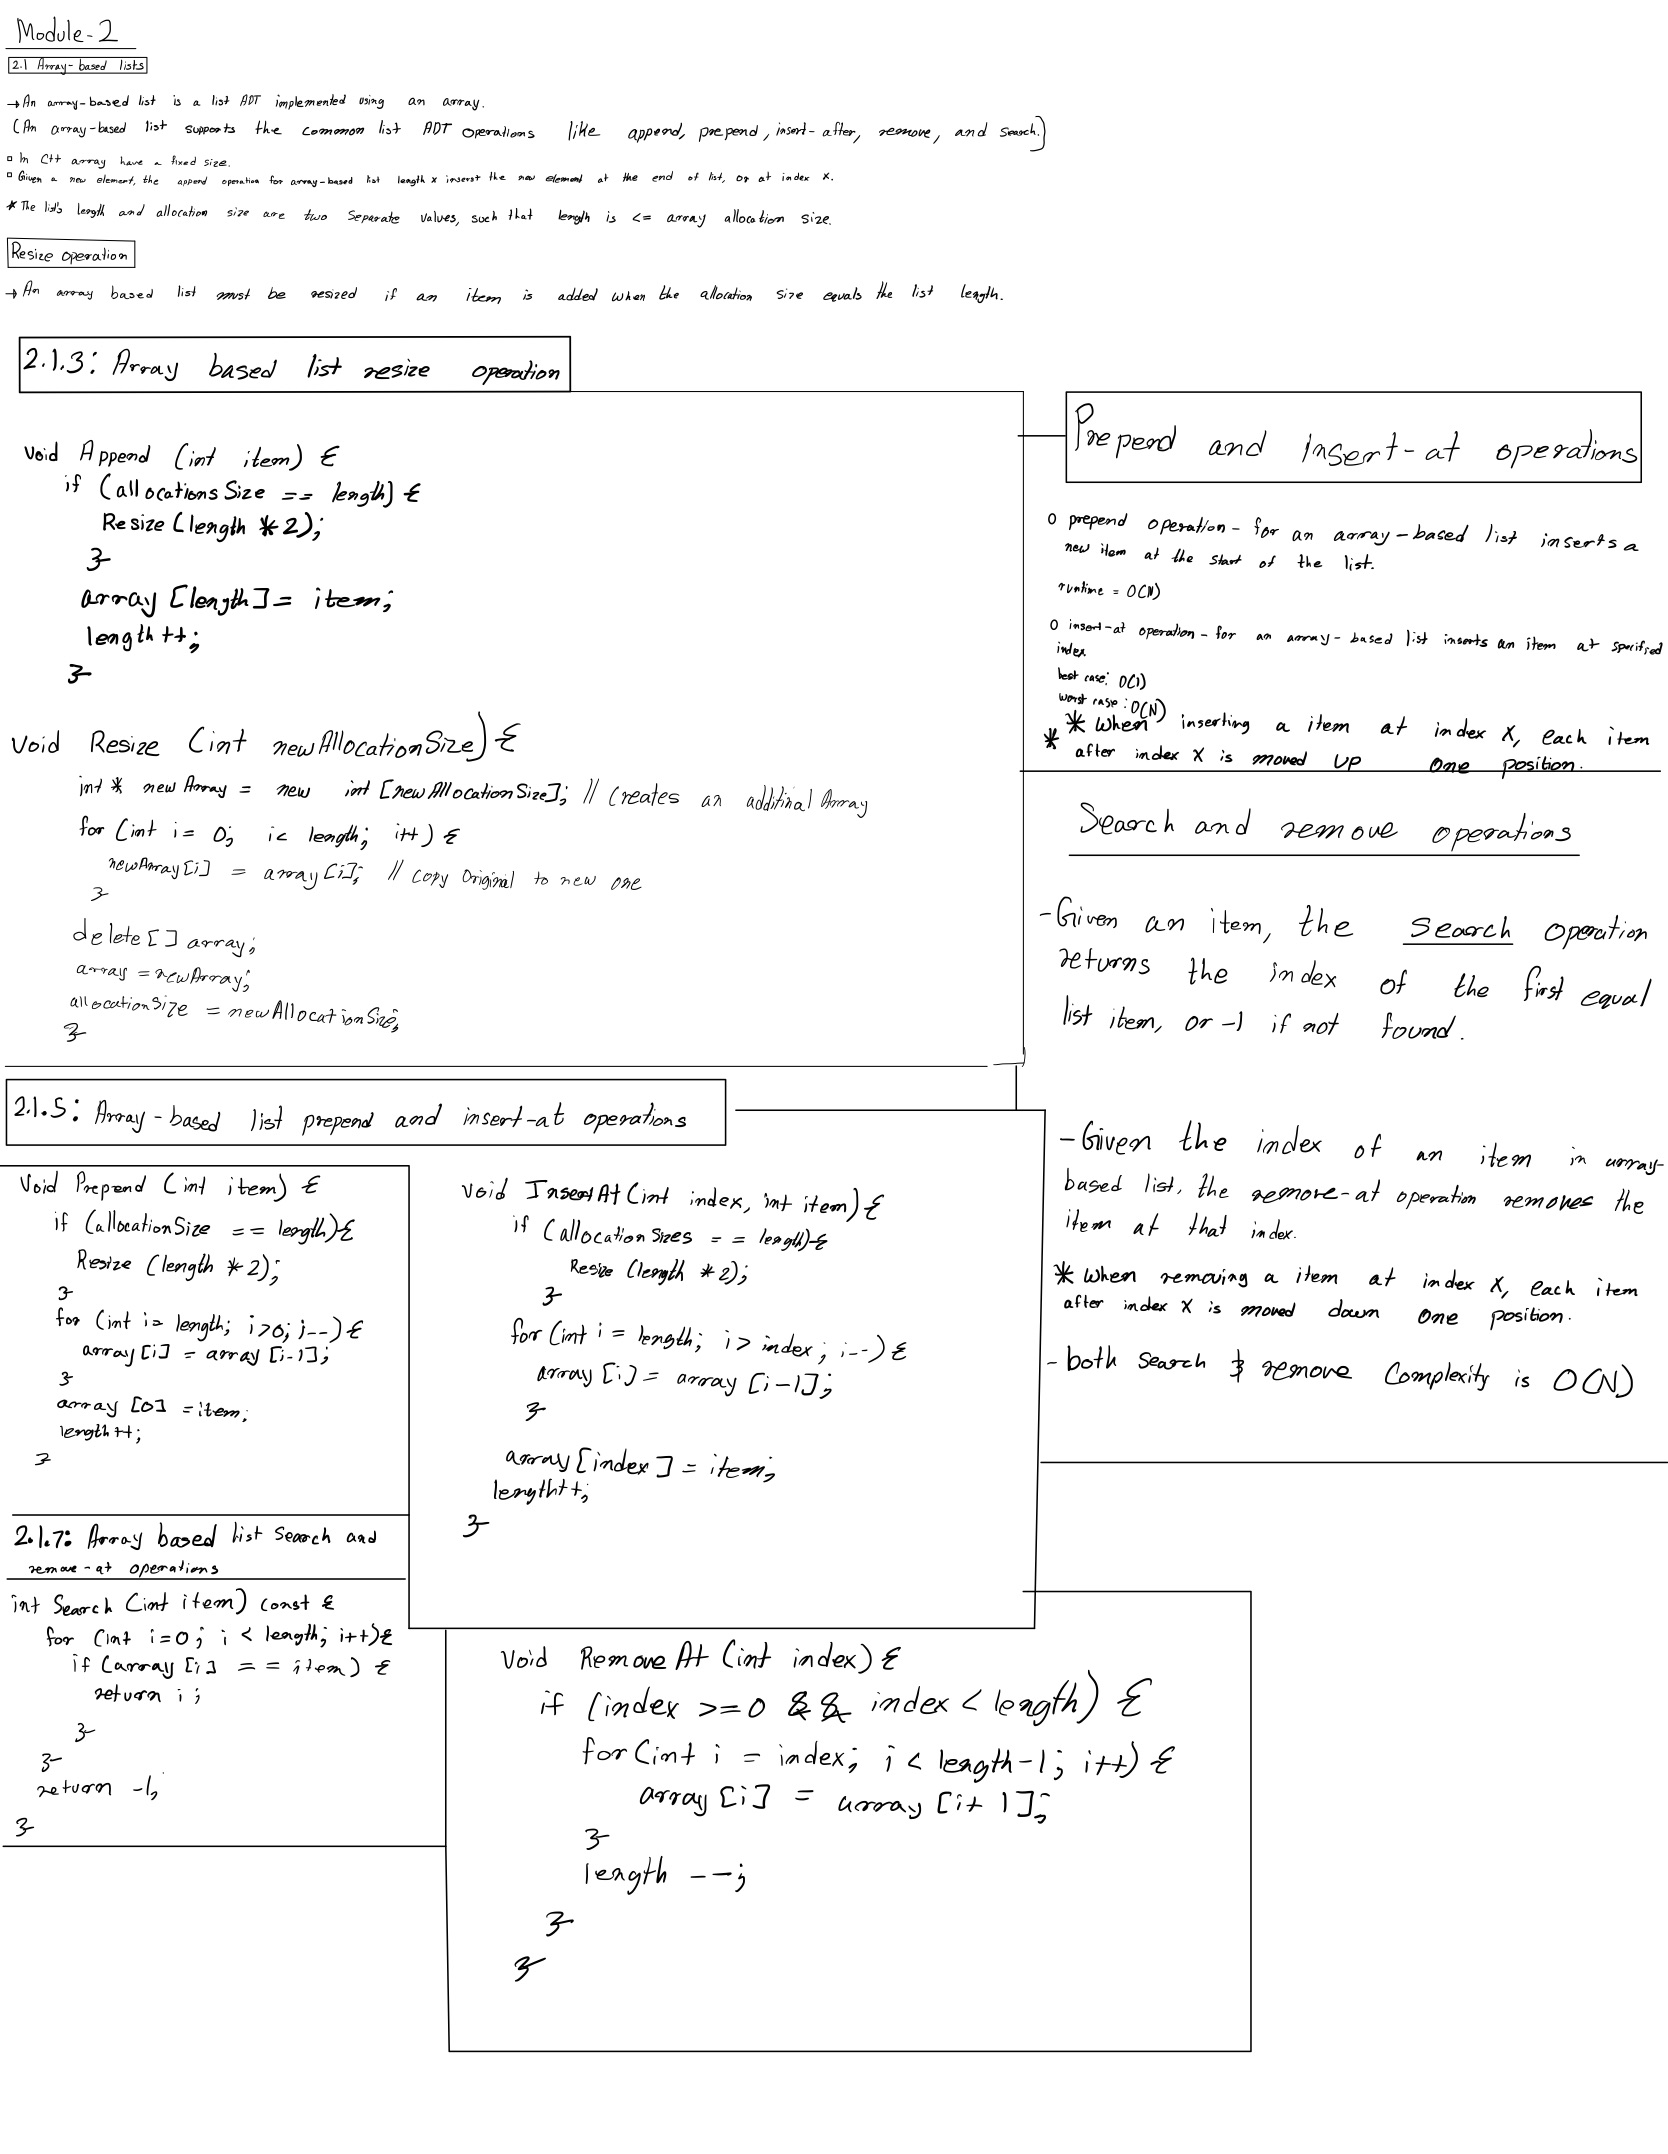 Module-2
2.1 Array-based lists
→ An array-based list is a list ADT implemented using an array.
(An array-based list supports the common list ADT operations like append, prepend, insert-after, remove, and search.)
▫ In C++ array have a fixed size.
▫ Given a new element, the append operation for array-based list length x inserst the new element at the end of list, or at index X.
* The list's length and allocation size are two separate values, such that length is <= array allocation size.
Resize operation
→ An array based list must be resized if an item is added when the allocation size equals the list length.
2.1.3: Array based list resize operation
Void Append (int item) {
if (allocationsSize == length) {
Resize (length * 2);
}
array [length] = item;
length ++;
}
Void Resize (int newAllocationSize) {
int * newArray = new int [newAllocationSize]; // Creates an additinal Array
for (int i = 0; i < length; i++) {
newArray[i] = array [i]; // copy original to new one
}
delete [] array;
array = newArray;
allocationSize = newAllocationSize;
}
Prepend and insert-at operations
o prepend operation - for an array-based list inserts a
new item at the start of the list.
runtime = O(N)
o insert-at operation - for an array-based list inserts an item at specified
index
best case: O(1)
worst case: O(N)
* When inserting a item at index X, each item
* after index X is moved up one position.
Search and remove operations
- Given an item, the search operation
returns the index of the first equal
list item, or -1 if not found.
- Given the index of an item in array-
based list, the remove-at operation removes the
item at that index.
* When removing a item at index X, each item
after index X is moved down one position.
- both search & remove complexity is O(N)
2.1.5: Array-based list prepend and insert-at operations
Void Prepend (int item) {
if (allocationSize == length) {
Resize (length * 2);
}
for (int i = length; i > 0; i--) {
array [i] = array [i-1];
}
array [0] = item;
length ++;
}
Void InsertAt (int index, int item) {
if (allocationSizes == length) {
Resize (length * 2);
}
for (int i = length; i > index; i--) {
array [i] = array [i-1];
}
array [index] = item;
length++;
}
2.1.7: Array based list search and
remove-at operations
int Search (int item) const {
for (int i=0; i < length; i++) {
if (array [i] == item) {
return i;
}
}
return -1;
}
Void RemoveAt (int index) {
if (index >= 0 && index < length) {
for (int i = index; i < length-1; i++) {
array [i] = array [i+1];
}
length --;
}
}